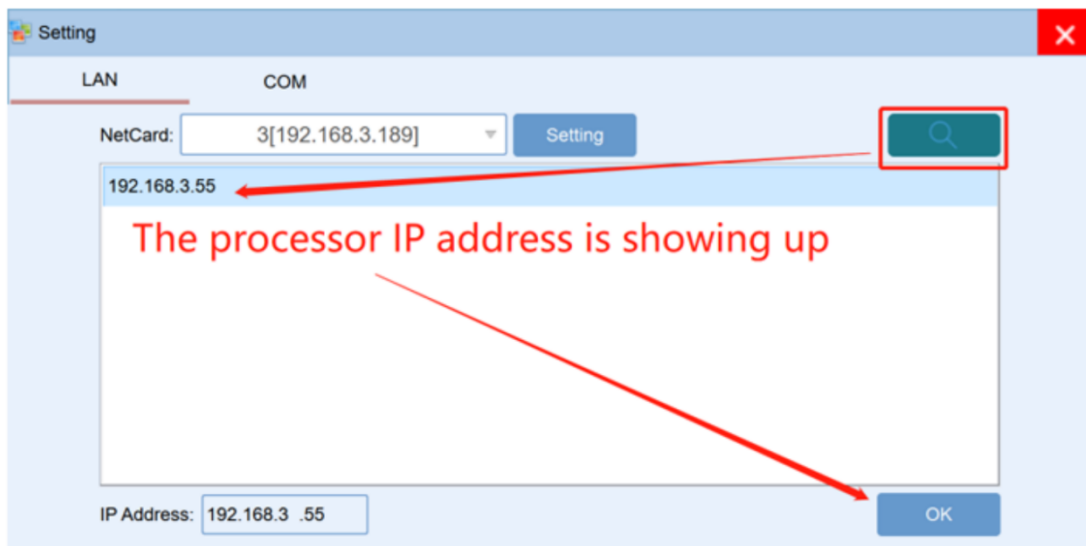 Setting
LAN COM
NetCard: 3[192.168.3.189] Setting
192.168.3.55
The processor IP address is showing up
IP Address: 192.168.3 .55 OK